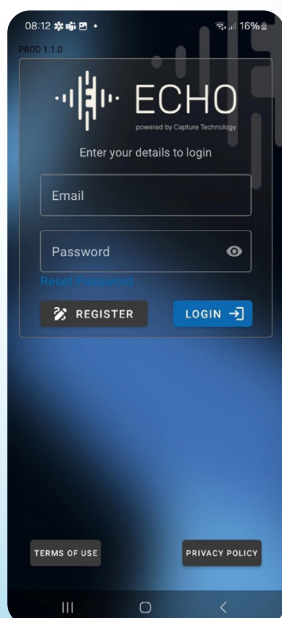 08:12
16%
PROD 1.1.0
ECHO
powered by Capture Technology
Enter your details to login
Email
Password
Reset Password
REGISTER
LOGIN
TERMS OF USE
PRIVACY POLICY